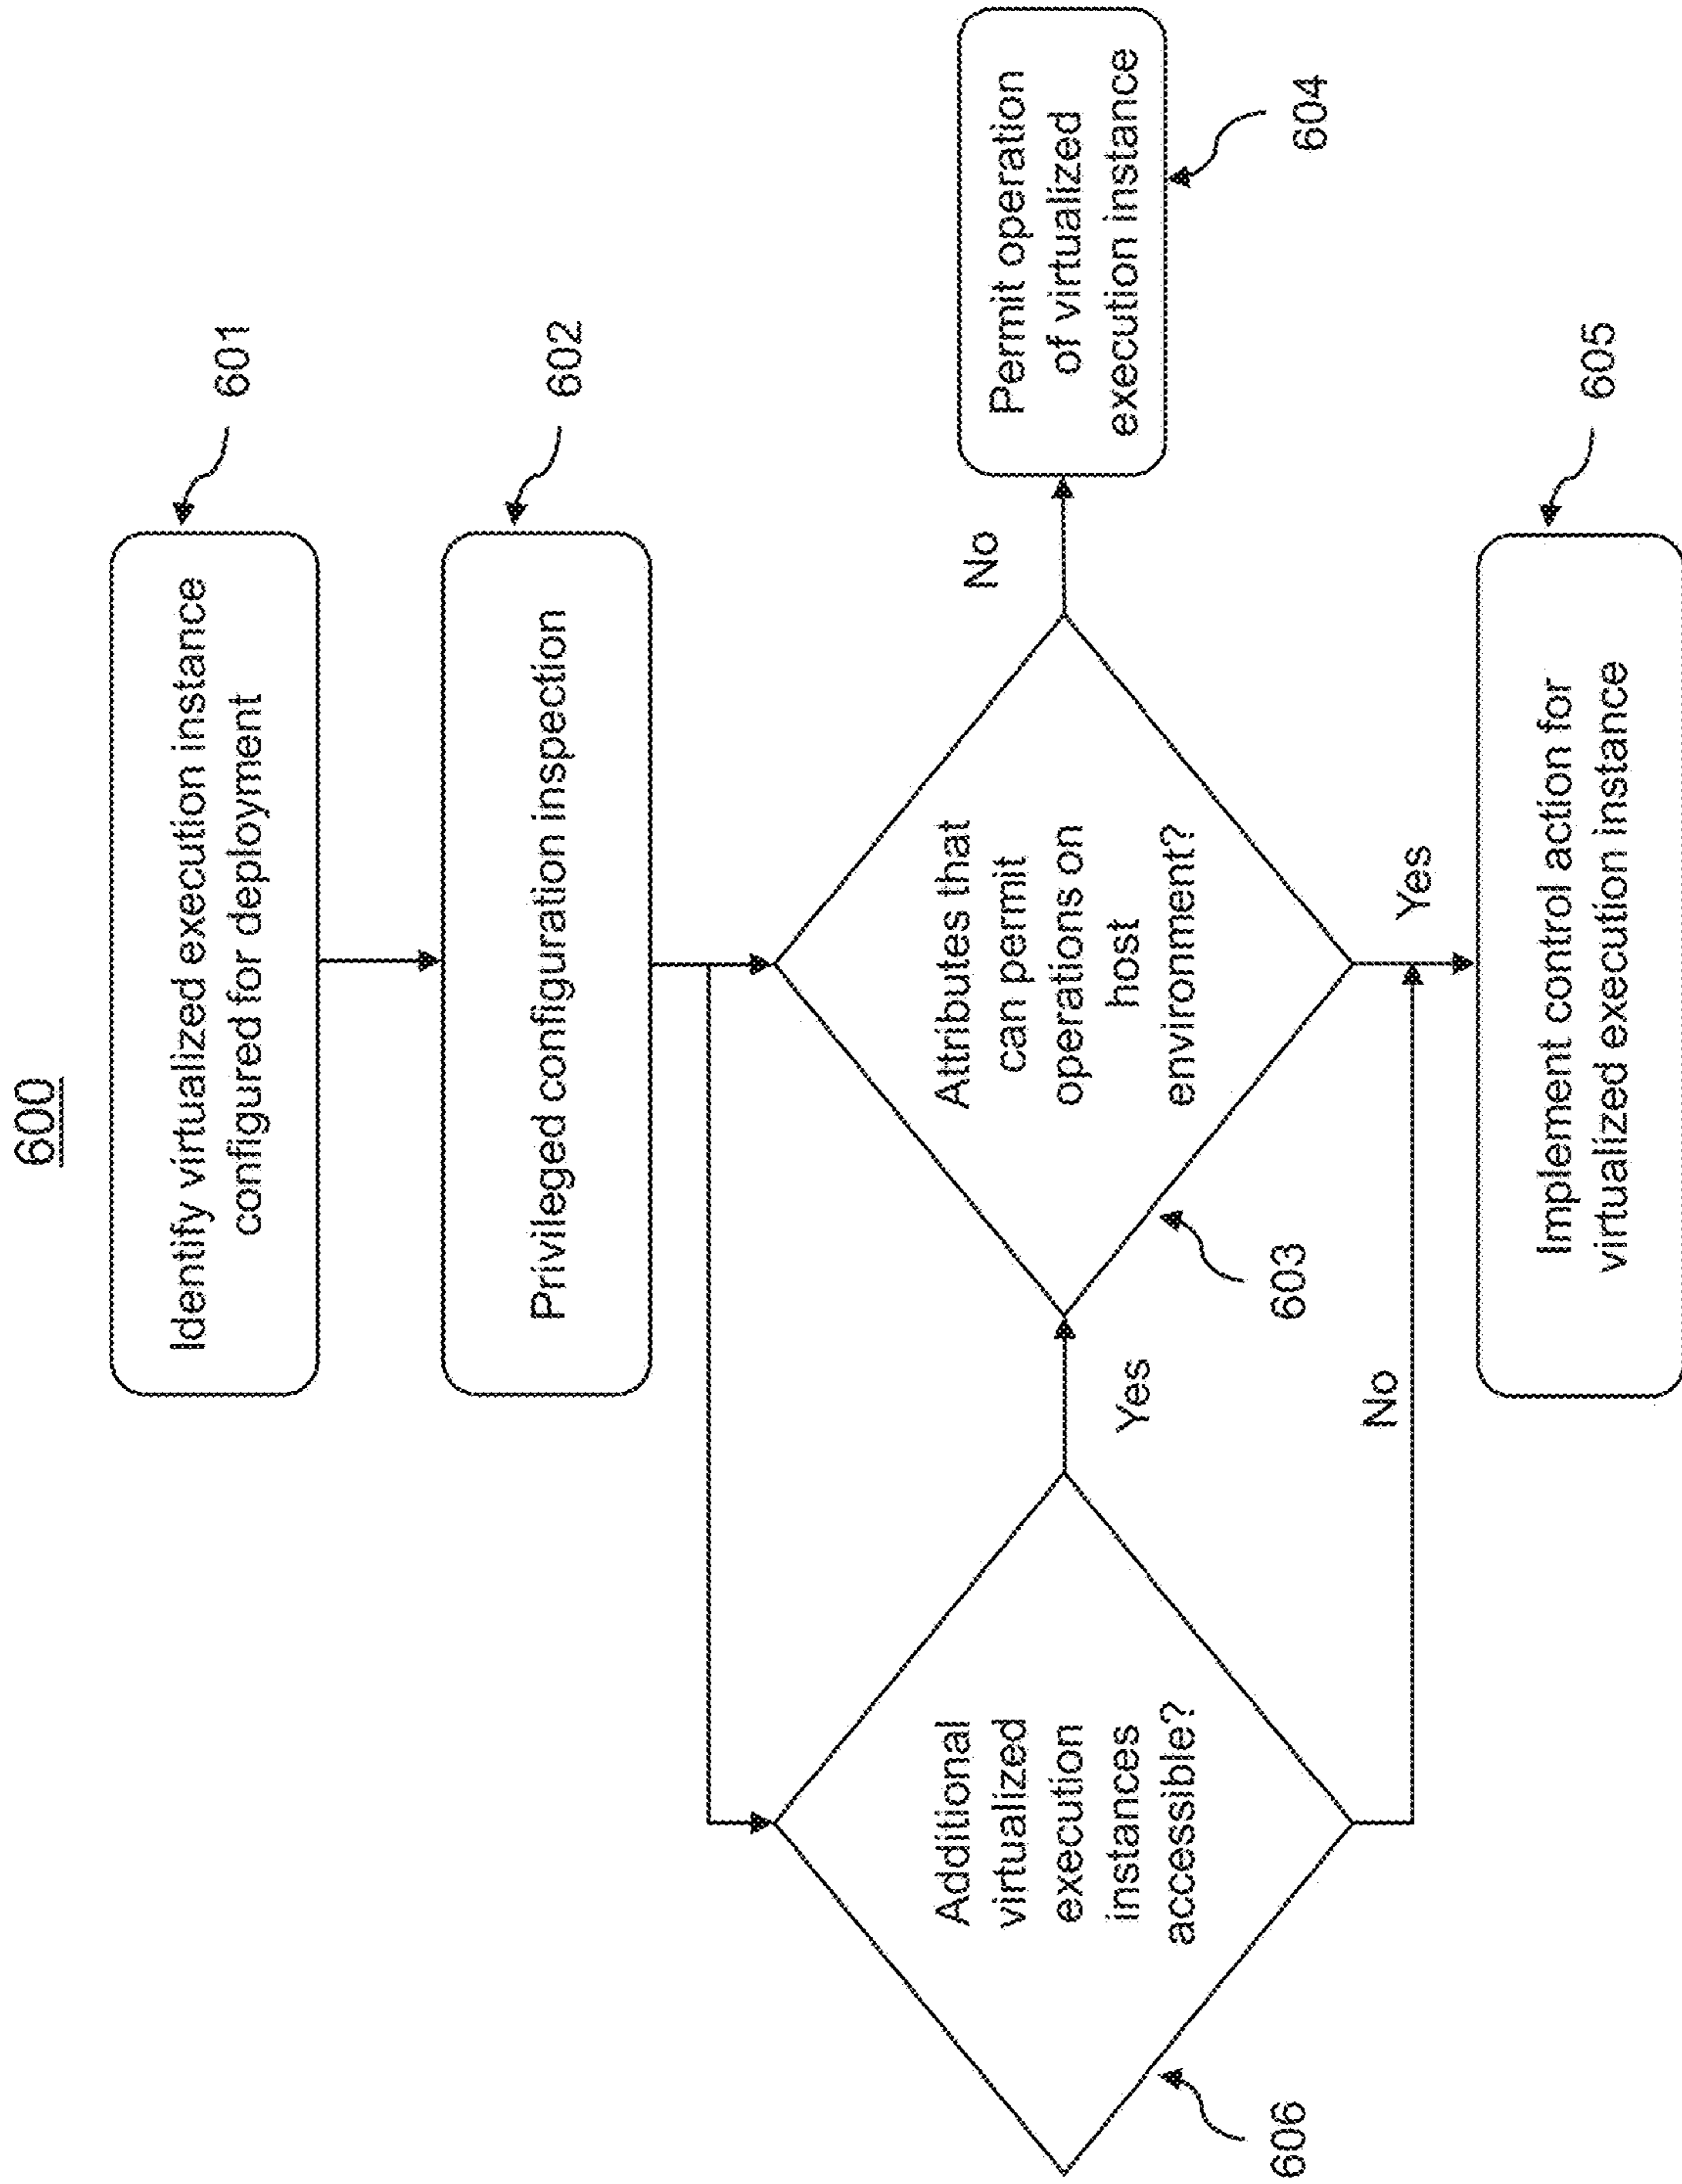 600
Identify virtualized execution instance
configured for deployment
601
Privileged configuration inspection
602
Additional
virtualized
execution
instances
accessible?
606
Yes
No
Attributes that
can permit
operations on
host
environment?
603
No
Yes
Permit operation
of virtualized
execution instance
604
Implement control action for
virtualized execution instance
605